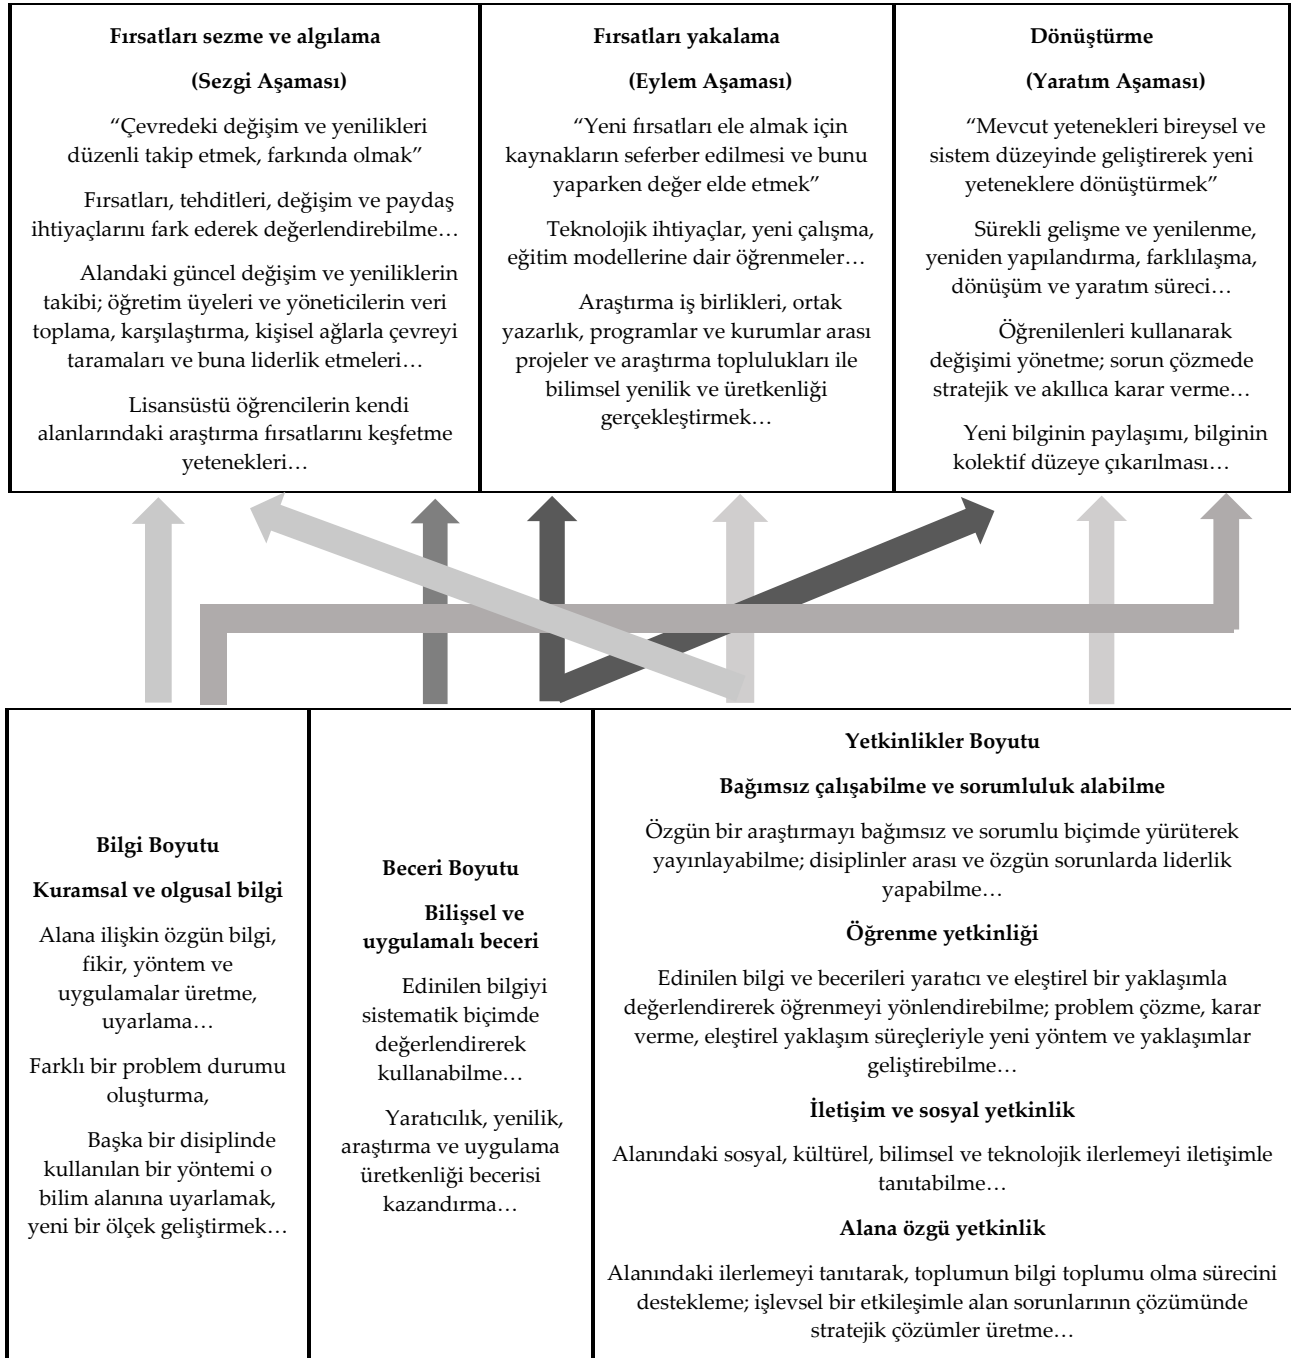 Fırsatları sezme ve algılama
(Sezgi Aşaması)
“Çevredeki değişim ve yenilikleri
düzenli takip etmek, farkında olmak”
Fırsatları, tehditleri, değişim ve paydaş
ihtiyaçlarını fark ederek değerlendirebilme…
Alandaki güncel değişim ve yeniliklerin
takibi; öğretim üyeleri ve yöneticilerin veri
toplama, karşılaştırma, kişisel ağlarla çevreyi
taramaları ve buna liderlik etmeleri…
Lisansüstü öğrencilerin kendi
alanlarındaki araştırma fırsatlarını keşfetme
yetenekleri…
Fırsatları yakalama
(Eylem Aşaması)
“Yeni fırsatları ele almak için
kaynakların seferber edilmesi ve bunu
yaparken değer elde etmek”
Teknolojik ihtiyaçlar, yeni çalışma,
eğitim modellerine dair öğrenmeler…
Araştırma iş birlikleri, ortak
yazarlık, programlar ve kurumlar arası
projeler ve araştırma toplulukları ile
bilimsel yenilik ve üretkenliği
gerçekleştirmek…
Dönüştürme
(Yaratım Aşaması)
“Mevcut yetenekleri bireysel ve
sistem düzeyinde geliştirerek yeni
yeteneklere dönüştürmek”
Sürekli gelişme ve yenilenme,
yeniden yapılandırma, farklılaşma,
dönüşüm ve yaratım süreci…
Öğrenilenleri kullanarak
değişimi yönetme; sorun çözmede
stratejik ve akıllıca karar verme…
Yeni bilginin paylaşımı, bilginin
kolektif düzeye çıkarılması…
Bilgi Boyutu
Kuramsal ve olgusal bilgi
Alana ilişkin özgün bilgi,
fikir, yöntem ve
uygulamalar üretme,
uyarlama…
Farklı bir problem durumu
oluşturma,
Başka bir disiplinde
kullanılan bir yöntemi o
bilim alanına uyarlamak,
yeni bir ölçek geliştirmek…
Beceri Boyutu
Bilişsel ve
uygulamalı beceri
Edinilen bilgiyi
sistematik biçimde
değerlendirerek
kullanabilme…
Yaratıcılık, yenilik,
araştırma ve uygulama
üretkenliği becerisi
kazandırma…
Yetkinlikler Boyutu
Bağımsız çalışabilme ve sorumluluk alabilme
Özgün bir araştırmayı bağımsız ve sorumlu biçimde yürüterek
yayınlayabilme; disiplinler arası ve özgün sorunlarda liderlik
yapabilme…
Öğrenme yetkinliği
Edinilen bilgi ve becerileri yaratıcı ve eleştirel bir yaklaşımla
değerlendirerek öğrenmeyi yönlendirebilme; problem çözme, karar
verme, eleştirel yaklaşım süreçleriyle yeni yöntem ve yaklaşımlar
geliştirebilme…
İletişim ve sosyal yetkinlik
Alanındaki sosyal, kültürel, bilimsel ve teknolojik ilerlemeyi iletişimle
tanıtabilme…
Alana özgü yetkinlik
Alanındaki ilerlemeyi tanıtarak, toplumun bilgi toplumu olma sürecini
destekleme; işlevsel bir etkileşimle alan sorunlarının çözümünde
stratejik çözümler üretme…